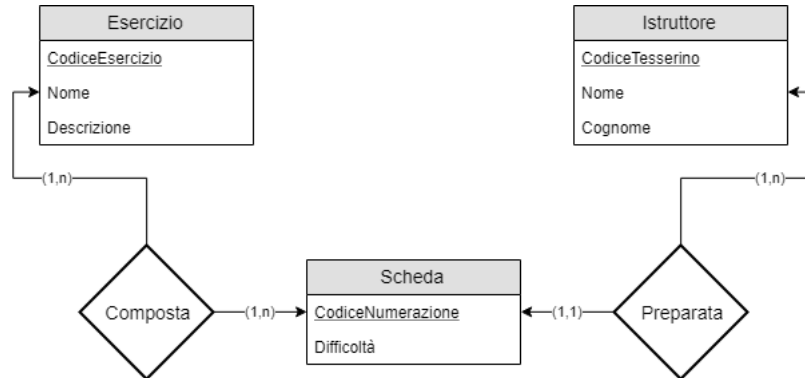 Esercizio
CodiceEsercizio
Nome
Descrizione
Istruttore
CodiceTesserino
Nome
Cognome
(1,n)
(1,n)
Composta
(1,n)
Scheda
CodiceNumerazione
Difficoltà
(1,1)
Preparata